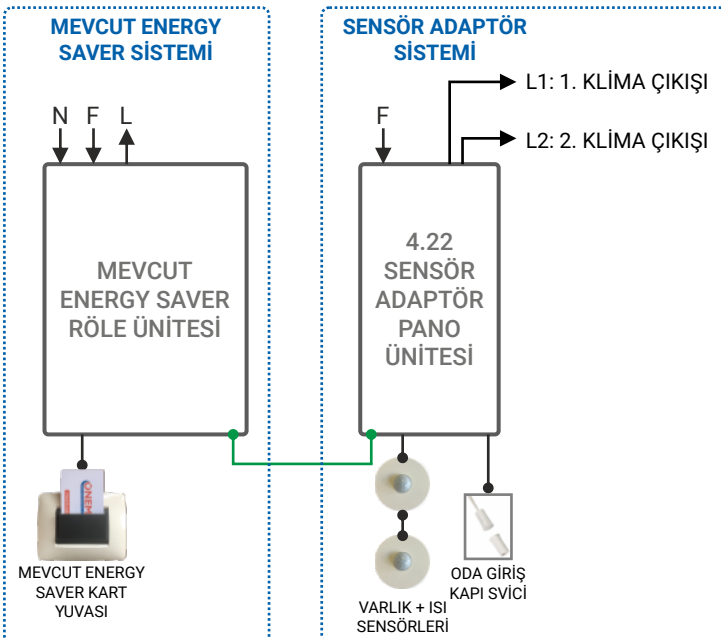 MEVCUT ENERGY
SAVER SİSTEMİ
N F L
MEVCUT
ENERGY SAVER
RÖLE ÜNİTESİ
ÖNEM
MEVCUT ENERGY
SAVER KART
YUVASI
SENSÖR ADAPTÖR
SİSTEMİ
L1: 1. KLİMA ÇIKIŞI
L2: 2. KLİMA ÇIKIŞI
F
4.22
SENSÖR
ADAPTÖR
PANO
ÜNİTESİ
VARLIK + ISI
SENSÖRLERİ
ODA GİRİŞ
KAPI SVİCİ